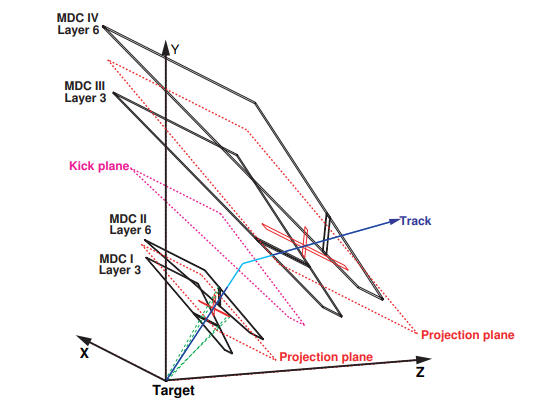 MDC IV
Layer 6
Y
MDC III
Layer 3
Kick plane
MDC II
Layer 6
Track
MDC I
Layer 3
Projection plane
X
Projection plane
Z
Target